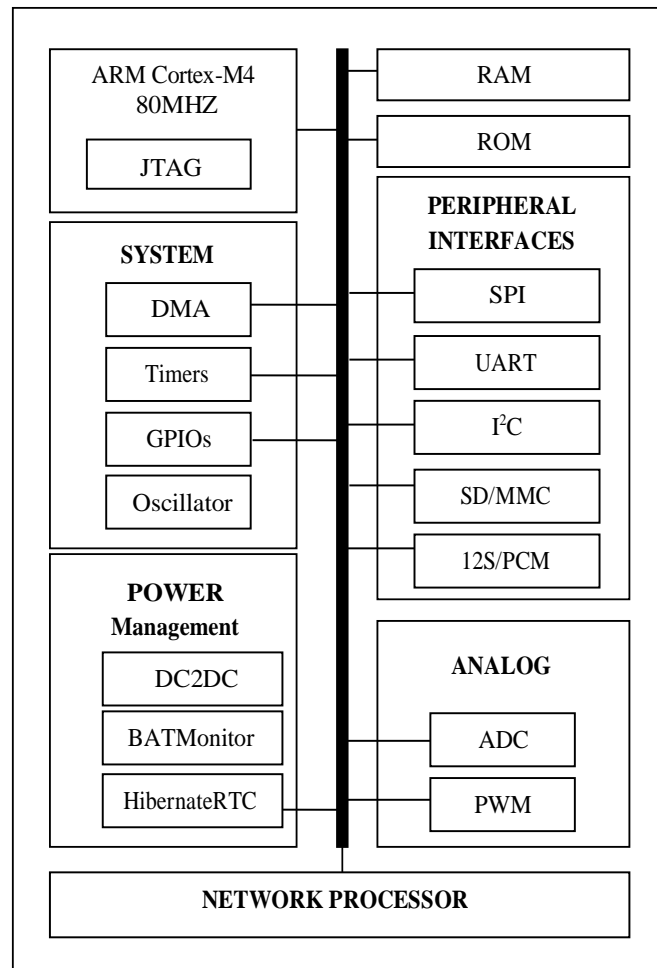 ARM Cortex-M4
80MHZ
JTAG
SYSTEM
DMA
Timers
GPIOs
Oscillator
POWER
Management
DC2DC
BATMonitor
HibernateRTC
RAM
ROM
PERIPHERAL
INTERFACES
SPI
UART
I²C
SD/MMC
12S/PCM
ANALOG
ADC
PWM
NETWORK PROCESSOR